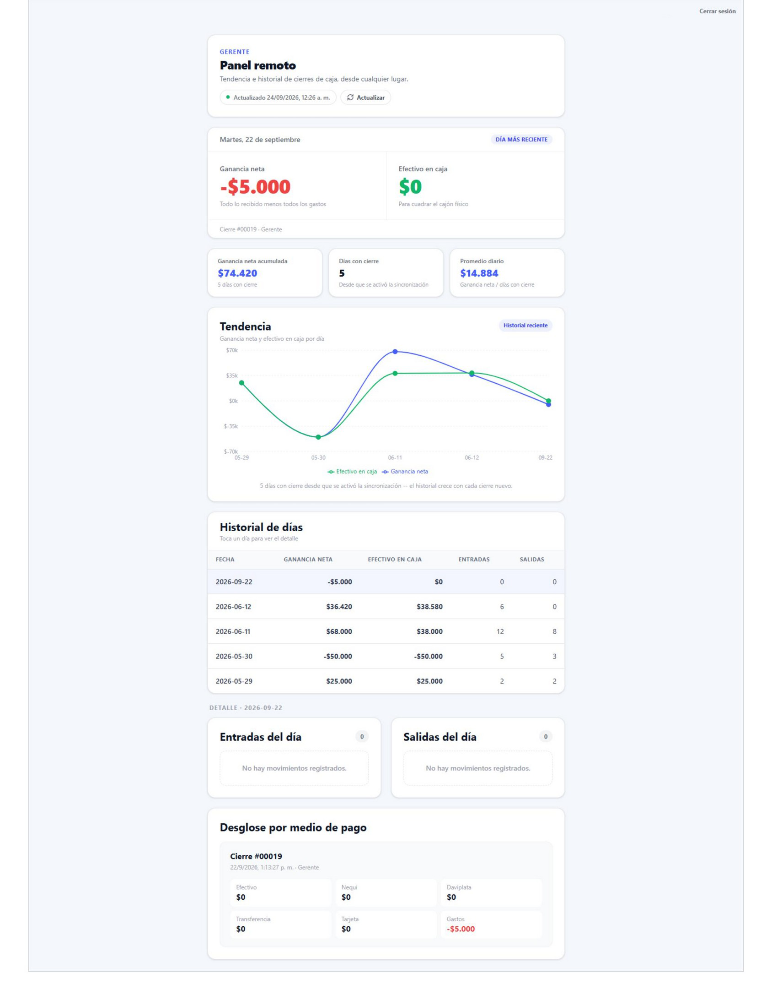 Cerrar sesión
GERENTE
Panel remoto
Tendencia e historial de cierres de caja, desde cualquier lugar.
Actualizado 24/09/2026, 12:26 a. m.
Actualizar
Martes, 22 de septiembre
DÍA MÁS RECIENTE
Ganancia neta
-$5.000
Todo lo recibido menos todos los gastos
Efectivo en caja
$0
Para cuadrar el cajón físico
Cierre #00019 · Gerente
Ganancia neta acumulada
$74.420
5 días con cierre
Días con cierre
5
Desde que se activó la sincronización
Promedio diario
$14.884
Ganancia neta / días con cierre
Tendencia
Historial reciente
Ganancia neta y efectivo en caja por día
$70k
$35k
$0k
$-35k
$-70k
05-29 05-30 06-11 06-12 09-22
Efectivo en caja Ganancia neta
5 días con cierre desde que se activó la sincronización -- el historial crece con cada cierre nuevo.
Historial de días
Toca un día para ver el detalle
FECHA GANANCIA NETA EFECTIVO EN CAJA ENTRADAS SALIDAS
2026-09-22 -$5.000 $0 0 0
2026-06-12 $36.420 $38.580 6 0
2026-06-11 $68.000 $38.000 12 8
2026-05-30 -$50.000 -$50.000 5 3
2026-05-29 $25.000 $25.000 2 2
DETALLE · 2026-09-22
Entradas del día 0
No hay movimientos registrados.
Salidas del día 0
No hay movimientos registrados.
Desglose por medio de pago
Cierre #00019
22/9/2026, 1:13:27 p. m. · Gerente
Efectivo
$0
Nequi
$0
Daviplata
$0
Transferencia
$0
Tarjeta
$0
Gastos
-$5.000